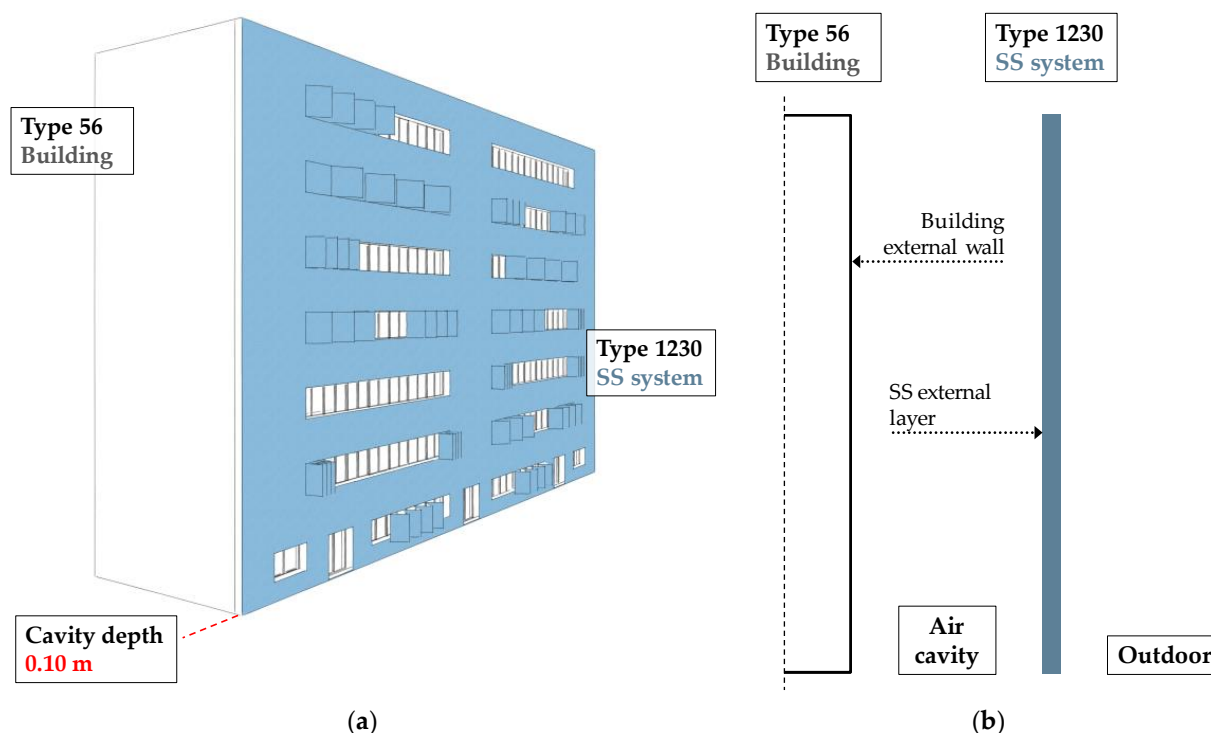 Type 56
Building
Type 1230
SS system
Cavity depth
0.10 m
(a)
Type 56
Building
Type 1230
SS system
Building
external wall
SS external
layer
Air
cavity
Outdoor
(b)